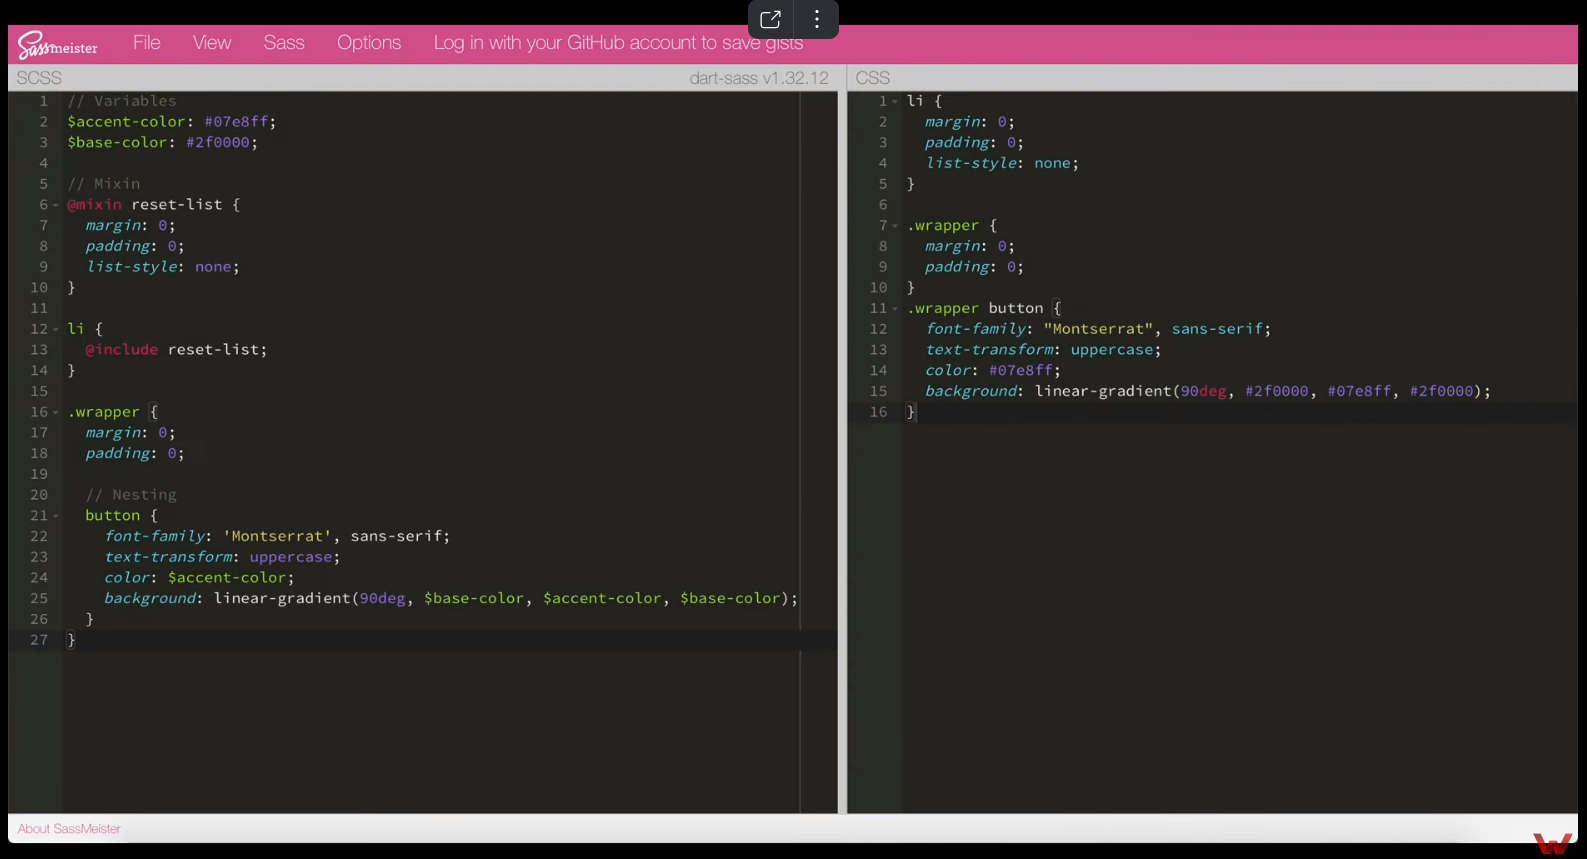 Sassmeister File View Sass Options Log in with your GitHub account to save gists
SCSS dart-sass v1.32.12
1 // Variables
2 $accent-color: #07e8ff;
3 $base-color: #2f0000;
4
5 // Mixin
6 @mixin reset-list {
7 margin: 0;
8 padding: 0;
9 list-style: none;
10 }
11
12 li {
13 @include reset-list;
14 }
15
16 .wrapper {
17 margin: 0;
18 padding: 0;
19
20 // Nesting
21 button {
22 font-family: 'Montserrat', sans-serif;
23 text-transform: uppercase;
24 color: $accent-color;
25 background: linear-gradient(90deg, $base-color, $accent-color, $base-color);
26 }
27 }
CSS
1 li {
2 margin: 0;
3 padding: 0;
4 list-style: none;
5 }
6
7 .wrapper {
8 margin: 0;
9 padding: 0;
10 }
11 .wrapper button {
12 font-family: "Montserrat", sans-serif;
13 text-transform: uppercase;
14 color: #07e8ff;
15 background: linear-gradient(90deg, #2f0000, #07e8ff, #2f0000);
16 }
About SassMeister